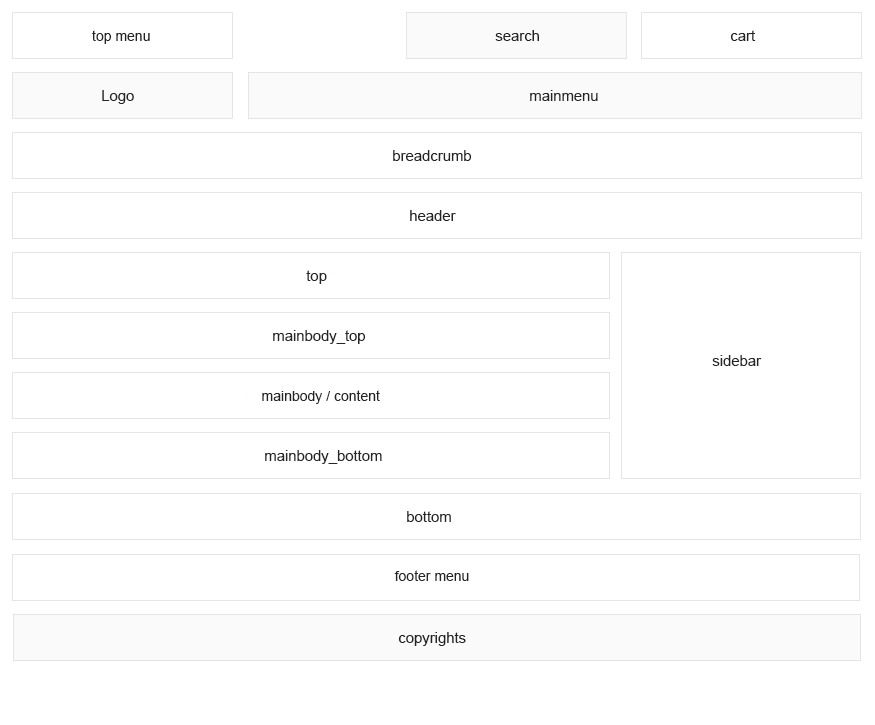 top menu
search
cart
Logo
mainmenu
breadcrumb
header
top
mainbody_top
sidebar
mainbody / content
mainbody_bottom
bottom
footer menu
copyrights